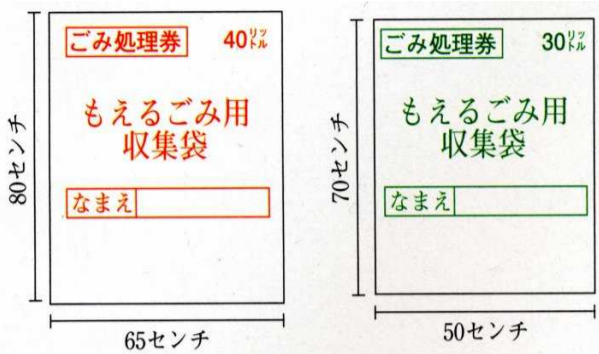 ごみ処理券 40リットル
もえるごみ用
収集袋
なまえ
80センチ
65センチ
ごみ処理券 30リットル
もえるごみ用
収集袋
なまえ
70センチ
50センチ